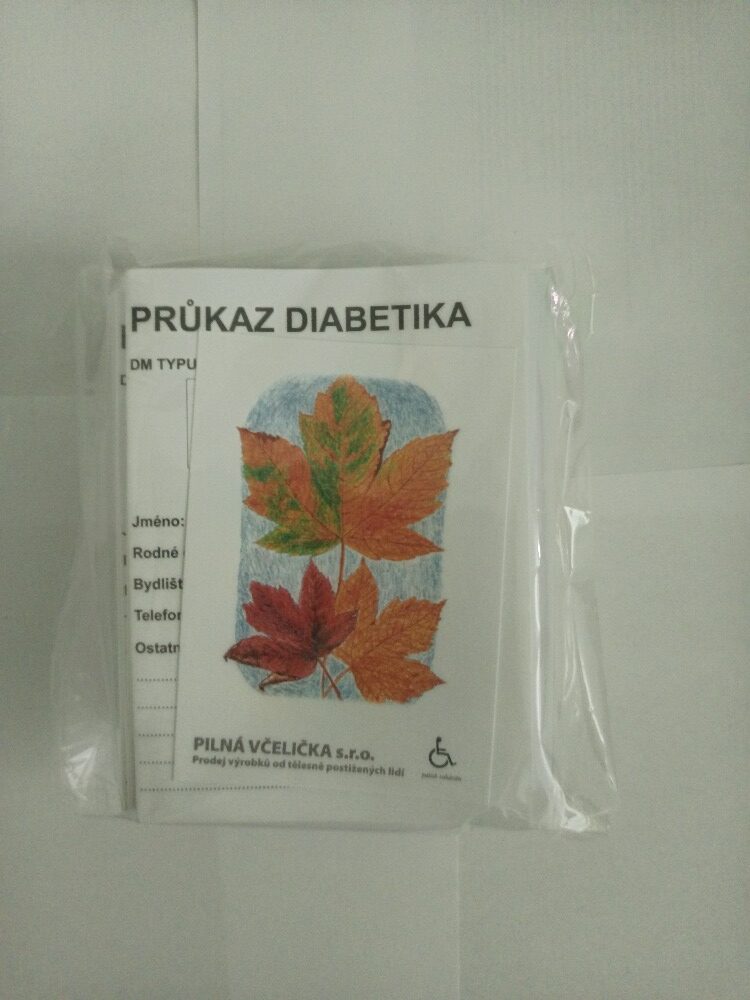 PRŮKAZ DIABETIKA
DM TYPU
Jméno:
Rodné
Bydlišt
Telefon
Ostatn
PILNÁ VČELIČKA s.r.o.
Prodej výrobků od tělesně postižených lidí